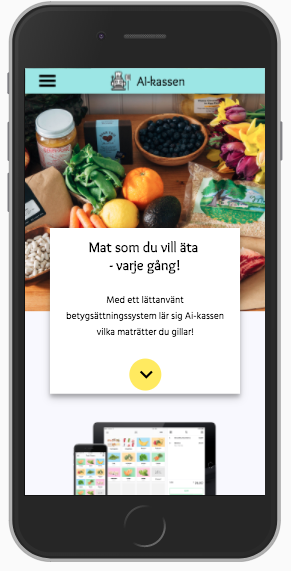 AI-kassen
Mat som du vill äta
- varje gång!
Med ett lättanvänt
betygsättningssystem lär sig Ai-kassen
vilka maträtter du gillar!